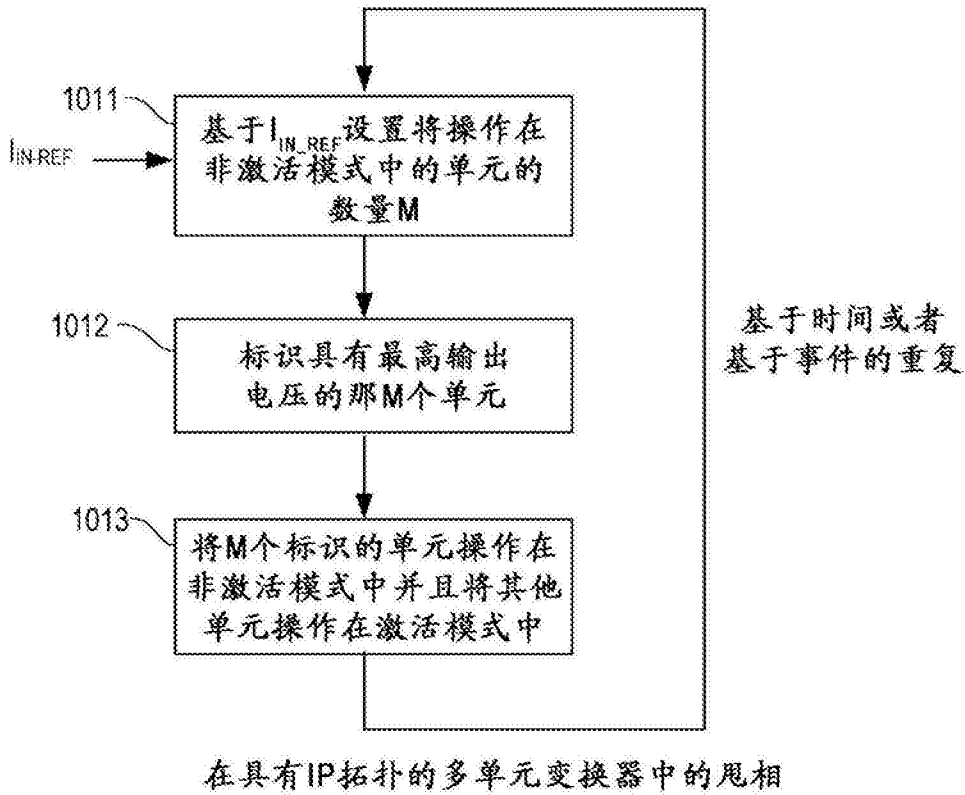 1011
I_IN-REF
基于I_IN_REF设置将操作在
非激活模式中的单元的
数量M
1012
标识具有最高输出
电压的那M个单元
基于时间或者
基于事件的重复
1013
将M个标识的单元操作在
非激活模式中并且将其他
单元操作在激活模式中
在具有IP拓扑的多单元变换器中的甩相